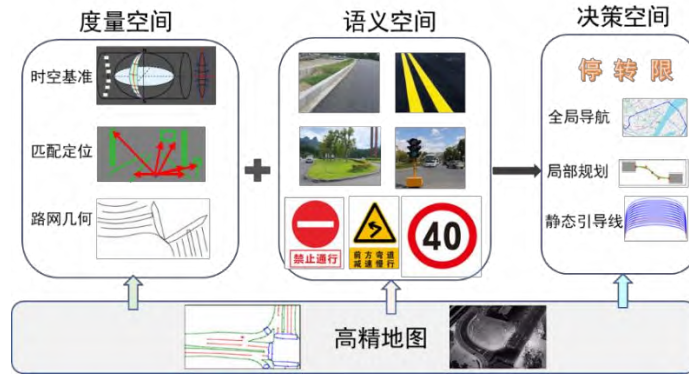 度量空间
语义空间
决策空间
时空基准
匹配定位
路网几何
禁止通行
前方弯道
减速慢行
40
停 转 限
全局导航
局部规划
静态引导线
高精地图